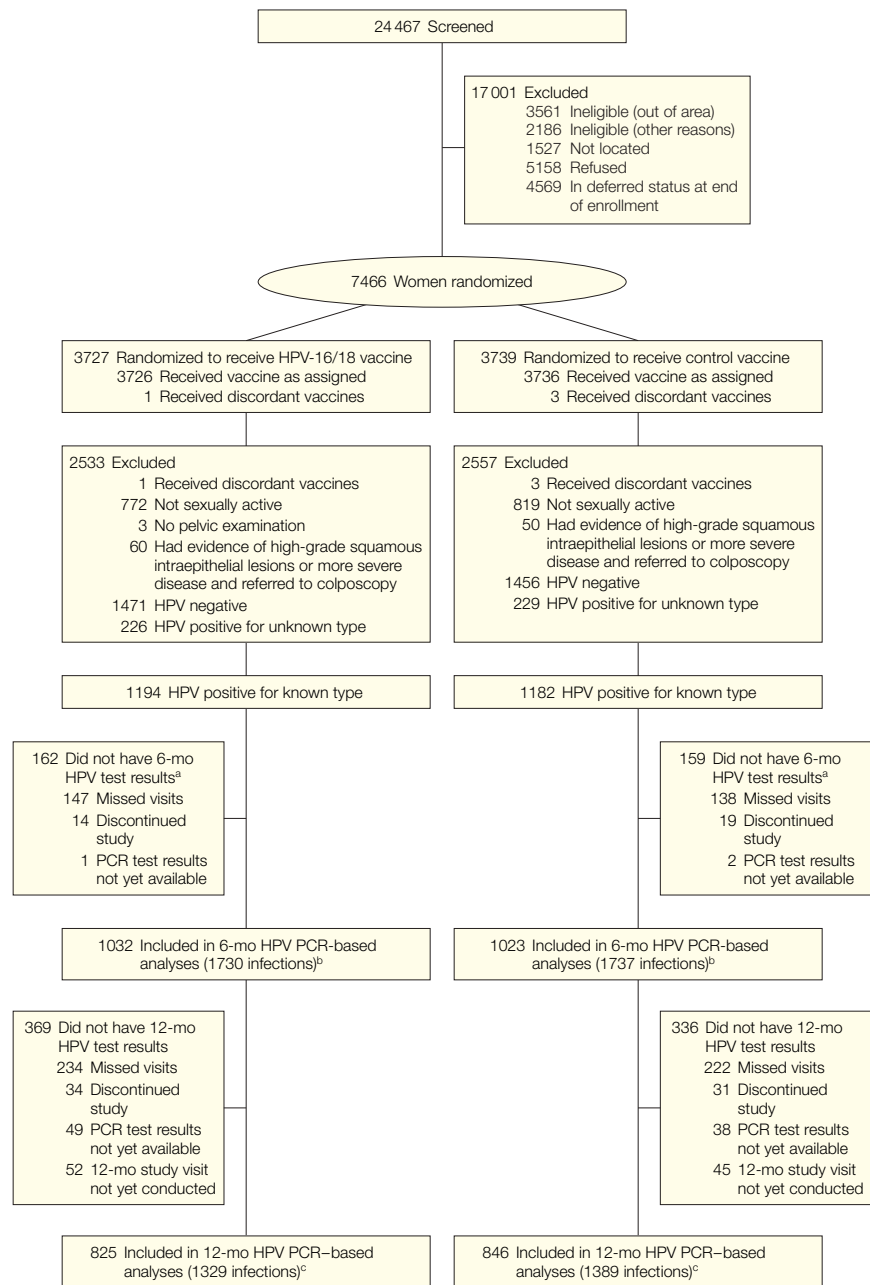 24 467 Screened
17 001 Excluded
3561 Ineligible (out of area)
2186 Ineligible (other reasons)
1527 Not located
5158 Refused
4569 In deferred status at end
of enrollment
7466 Women randomized
3727 Randomized to receive HPV-16/18 vaccine
3726 Received vaccine as assigned
1 Received discordant vaccines
3739 Randomized to receive control vaccine
3736 Received vaccine as assigned
3 Received discordant vaccines
2533 Excluded
1 Received discordant vaccines
772 Not sexually active
3 No pelvic examination
60 Had evidence of high-grade squamous
intraepithelial lesions or more severe
disease and referred to colposcopy
1471 HPV negative
226 HPV positive for unknown type
2557 Excluded
3 Received discordant vaccines
819 Not sexually active
50 Had evidence of high-grade squamous
intraepithelial lesions or more severe
disease and referred to colposcopy
1456 HPV negative
229 HPV positive for unknown type
1194 HPV positive for known type
1182 HPV positive for known type
162 Did not have 6-mo
HPV test resultsa
147 Missed visits
14 Discontinued
study
1 PCR test results
not yet available
159 Did not have 6-mo
HPV test resultsa
138 Missed visits
19 Discontinued
study
2 PCR test results
not yet available
1032 Included in 6-mo HPV PCR-based
analyses (1730 infections)b
1023 Included in 6-mo HPV PCR-based
analyses (1737 infections)b
369 Did not have 12-mo
HPV test results
234 Missed visits
34 Discontinued
study
49 PCR test results
not yet available
52 12-mo study visit
not yet conducted
336 Did not have 12-mo
HPV test results
222 Missed visits
31 Discontinued
study
38 PCR test results
not yet available
45 12-mo study visit
not yet conducted
825 Included in 12-mo HPV PCR–based
analyses (1329 infections)c
846 Included in 12-mo HPV PCR–based
analyses (1389 infections)c